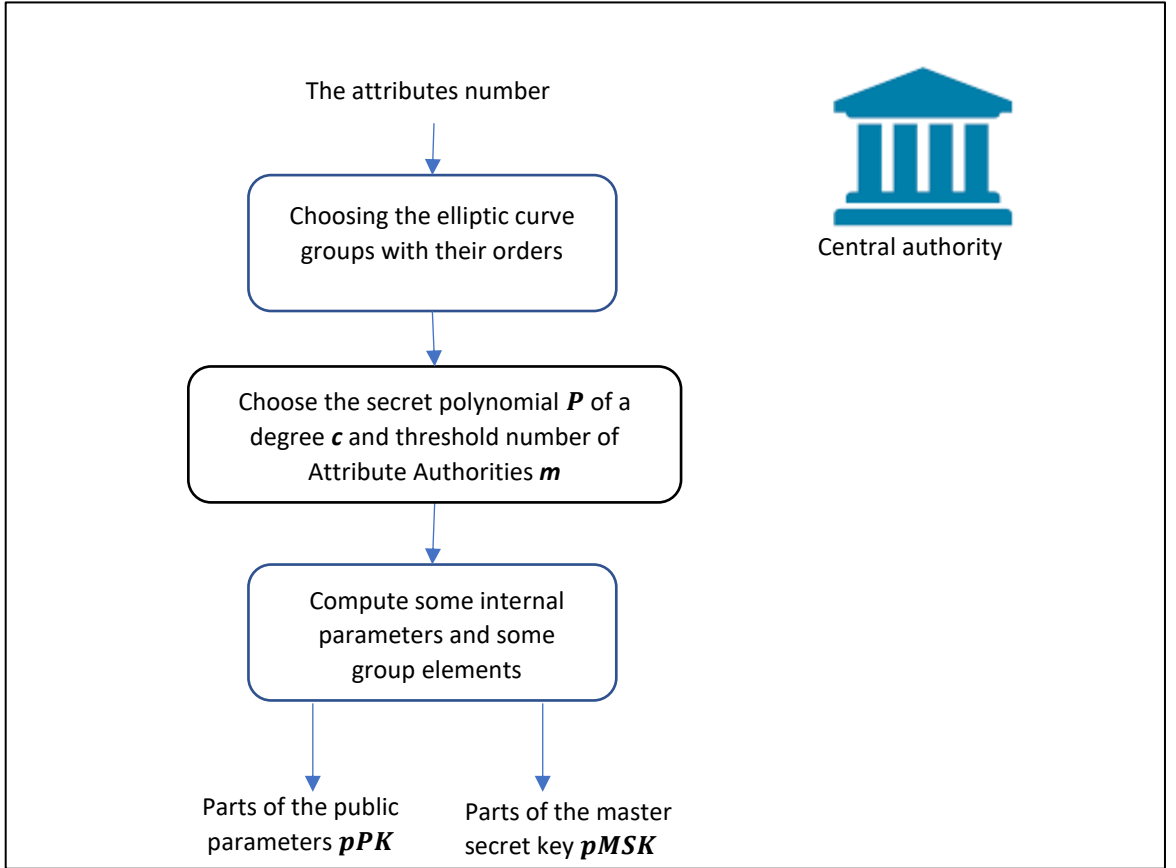 The attributes number
Choosing the elliptic curve
groups with their orders
Central authority
Choose the secret polynomial P of a
degree c and threshold number of
Attribute Authorities m
Compute some internal
parameters and some
group elements
Parts of the public
parameters pPK
Parts of the master
secret key pMSK